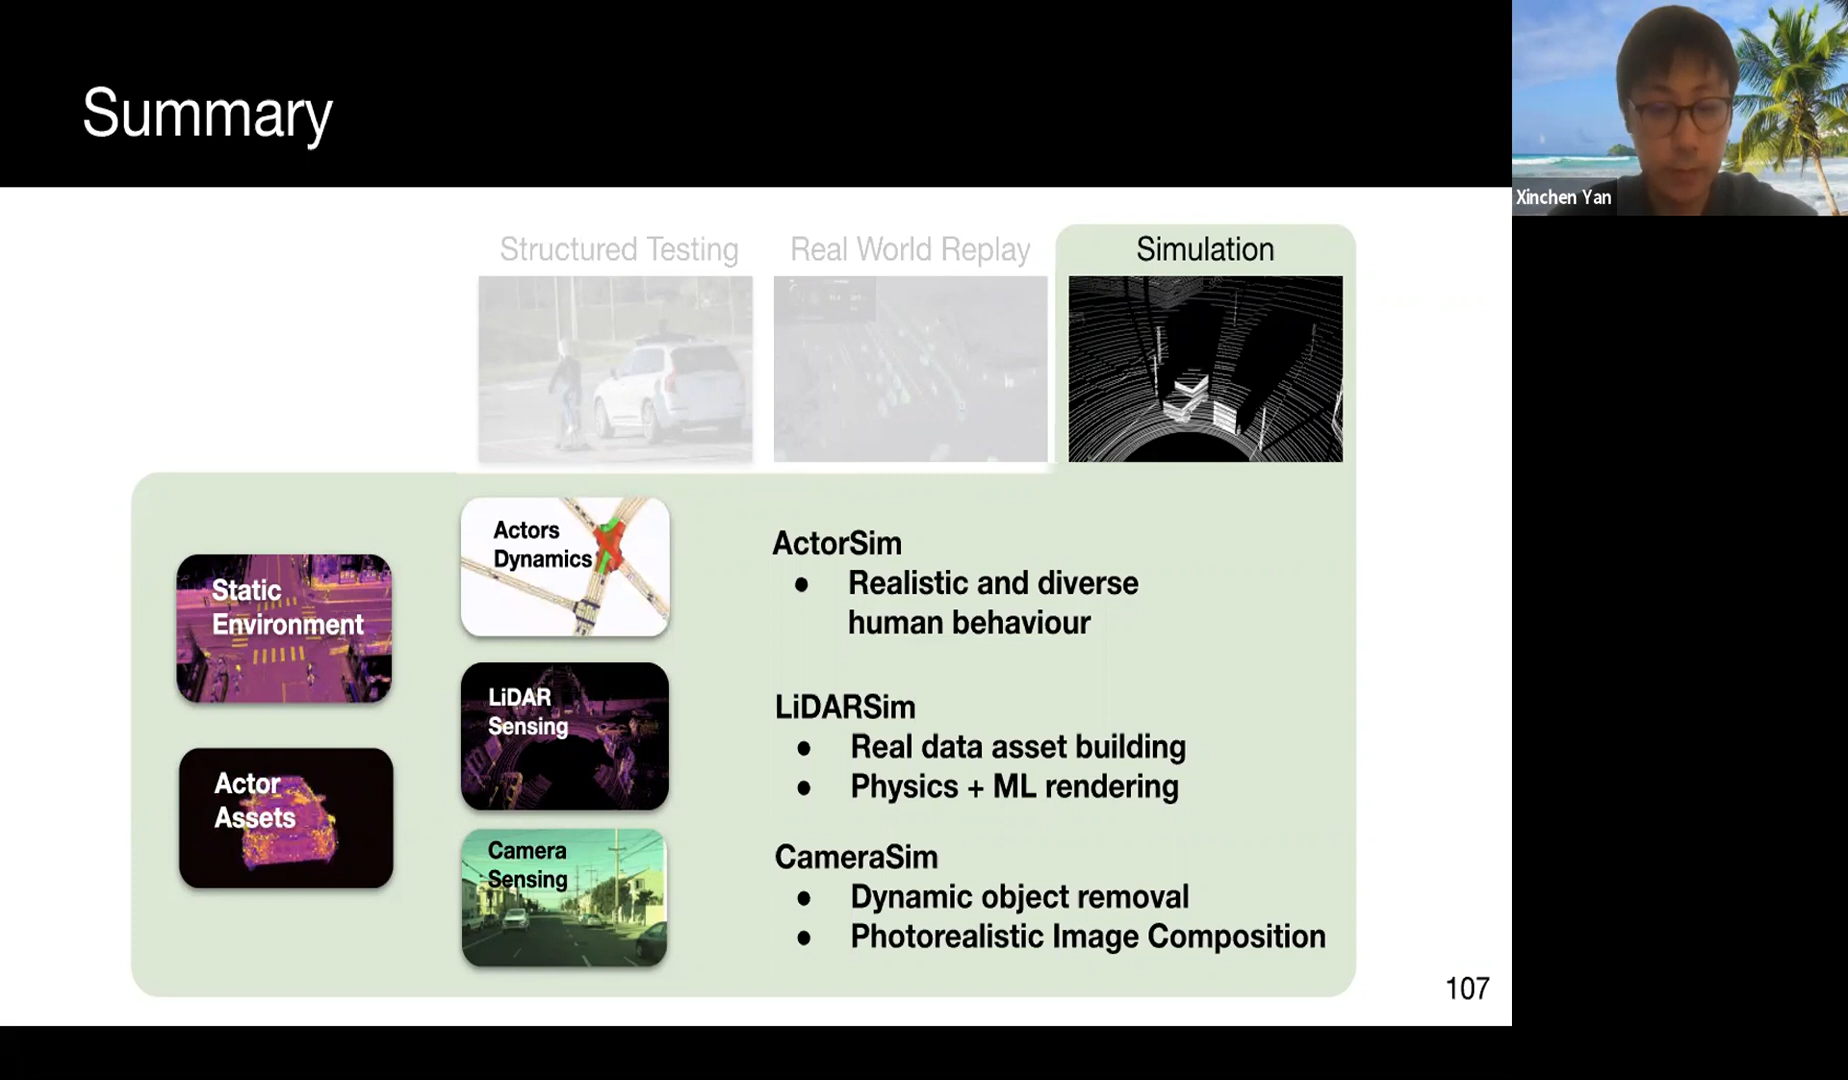 Summary
Xinchen Yan
Structured Testing
Real World Replay
Simulation
Static
Environment
Actor
Assets
Actors
Dynamics
LiDAR
Sensing
Camera
Sensing
ActorSim
● Realistic and diverse
human behaviour
LiDARSim
● Real data asset building
● Physics + ML rendering
CameraSim
● Dynamic object removal
● Photorealistic Image Composition
107